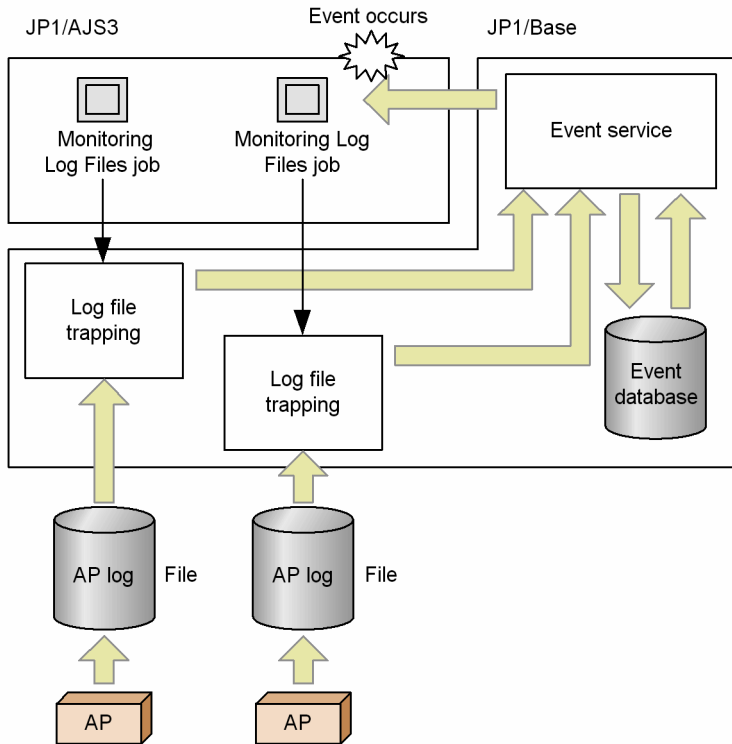 Event occurs
JP1/AJS3
JP1/Base
Monitoring
Log Files job
Monitoring Log
Files job
Event service
Log file
trapping
Log file
trapping
Event
database
AP log
File
AP log
File
AP
AP